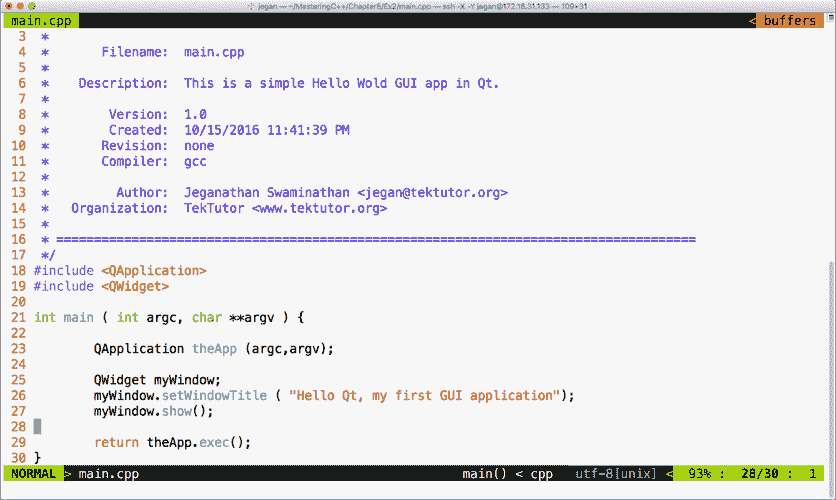 jegan — ~/MasteringC++/Chapter6/Ex2/main.cpp — ssh -X -Y jegan@172.16.31.133 — 109×31
main.cpp < buffers
3 *
4 * Filename: main.cpp
5 *
6 * Description: This is a simple Hello Wold GUI app in Qt.
7 *
8 * Version: 1.0
9 * Created: 10/15/2016 11:41:39 PM
10 * Revision: none
11 * Compiler: gcc
12 *
13 * Author: Jeganathan Swaminathan <jegan@tektutor.org>
14 * Organization: TekTutor <www.tektutor.org>
15 *
16 * =====================================================================================
17 */
18 #include <QApplication>
19 #include <QWidget>
20
21 int main ( int argc, char **argv ) {
22
23 QApplication theApp (argc,argv);
24
25 QWidget myWindow;
26 myWindow.setWindowTitle ( "Hello Qt, my first GUI application");
27 myWindow.show();
28
29 return theApp.exec();
30 }
NORMAL > main.cpp main() < cpp utf-8[unix] < 93% : 28/30 : 1